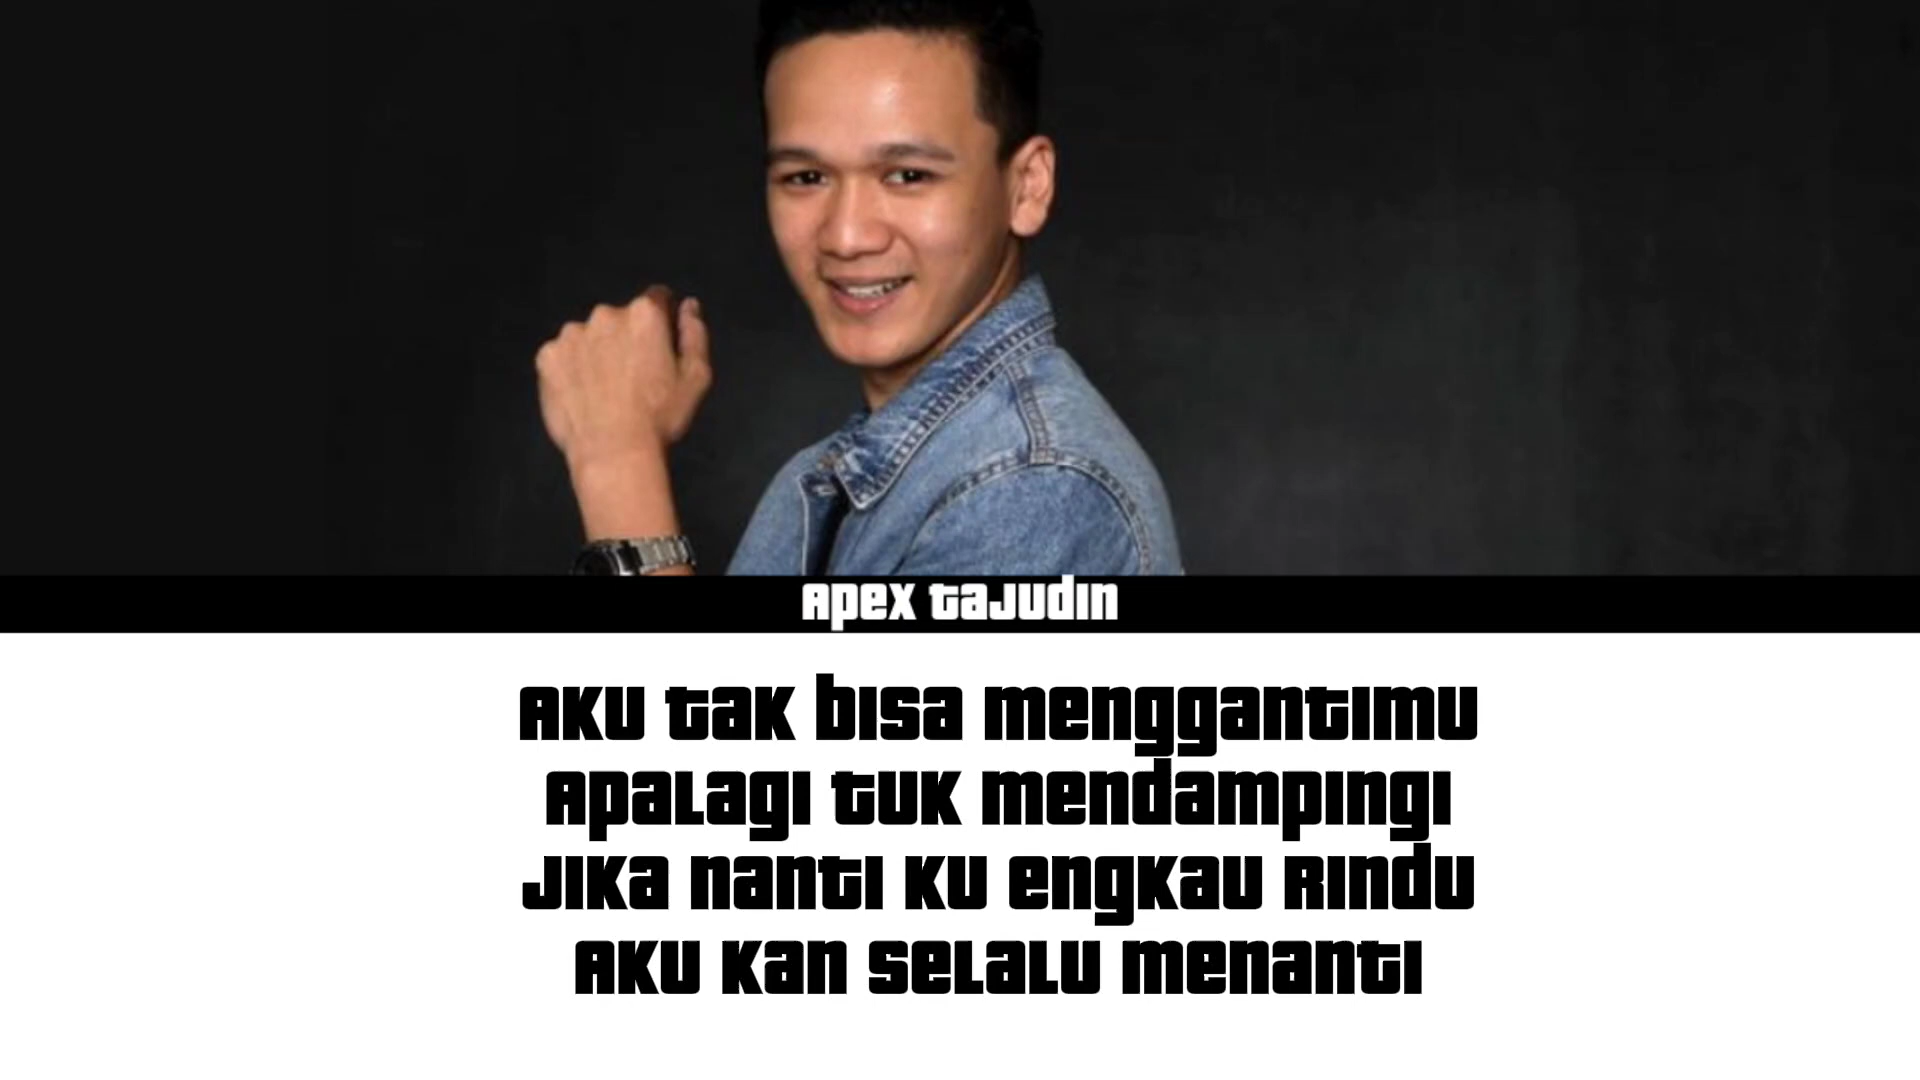 Apex Tajudin
Aku tak bisa menggantimu
Apalagi tuk mendampingi
Jika nanti ku engkau rindu
Aku kan selalu menanti